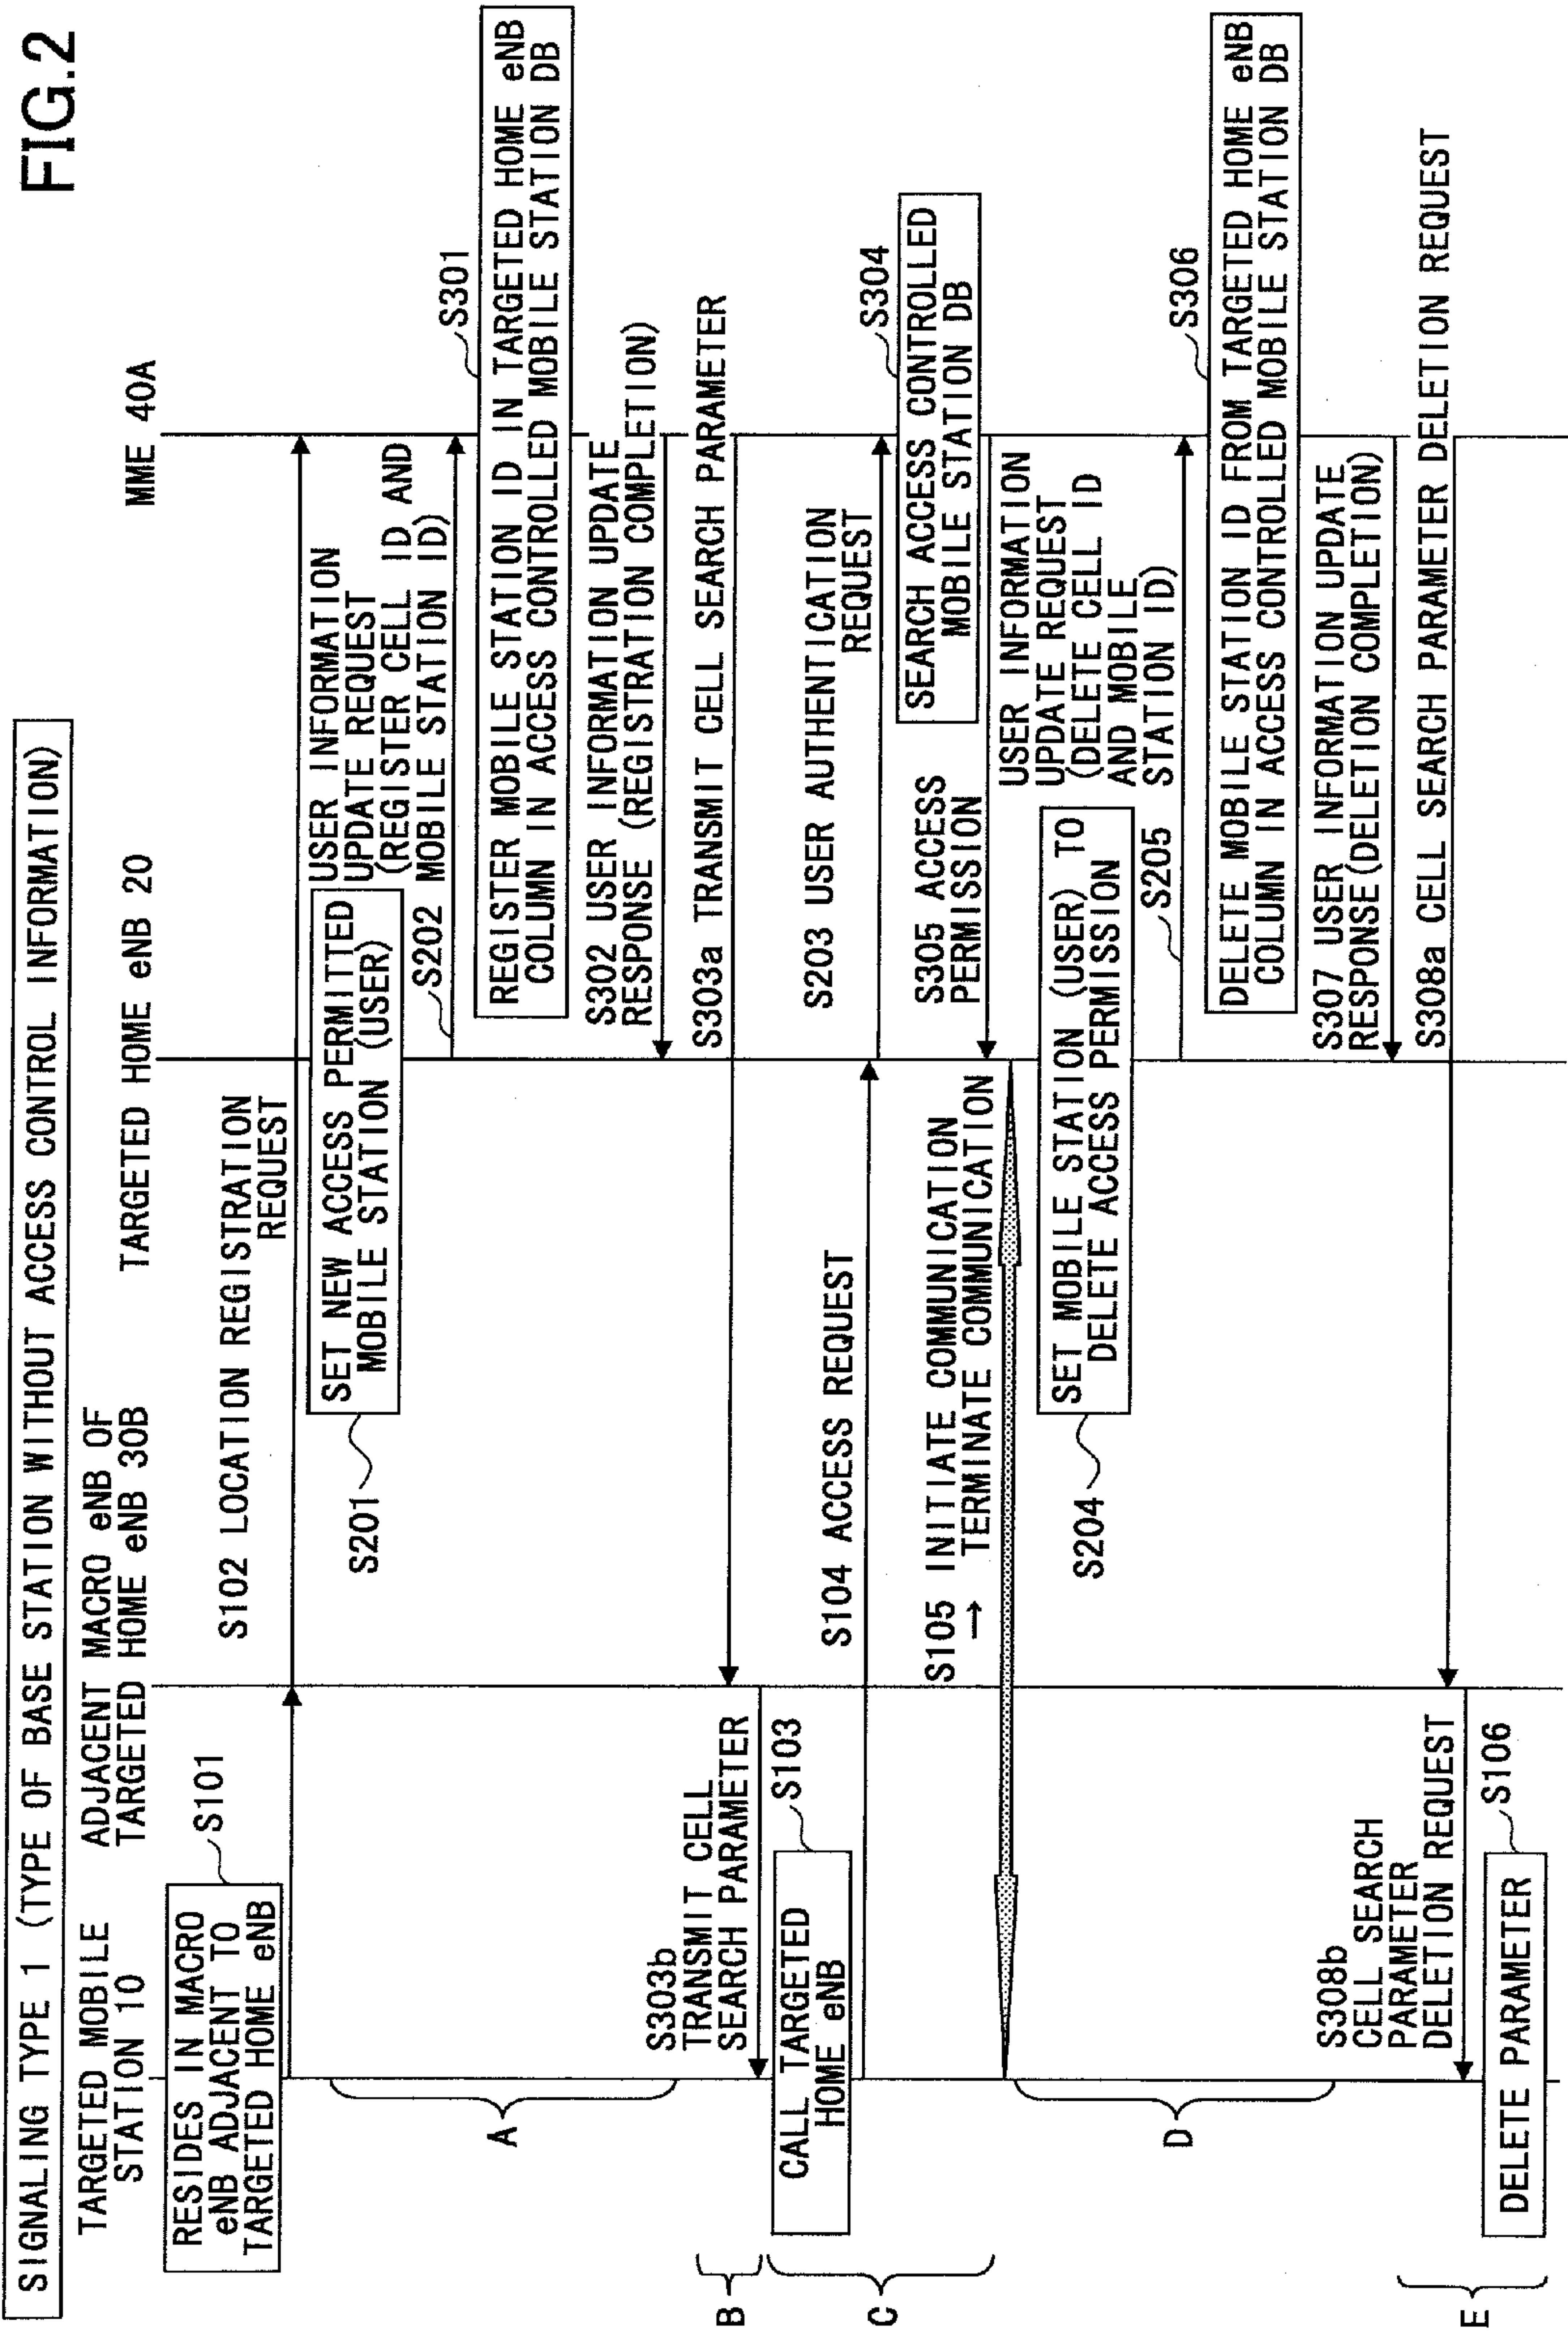 FIG.2
SIGNALING TYPE 1 (TYPE OF BASE STATION WITHOUT ACCESS CONTROL INFORMATION)
TARGETED MOBILE
STATION 10
ADJACENT MACRO eNB OF
TARGETED HOME eNB 30B
TARGETED HOME eNB 20
MME 40A
RESIDES IN MACRO
eNB ADJACENT TO
TARGETED HOME eNB
S101
S102 LOCATION REGISTRATION
REQUEST
SET NEW ACCESS PERMITTED
MOBILE STATION (USER)
S201
USER INFORMATION
UPDATE REQUEST
(REGISTER CELL ID AND
MOBILE STATION ID)
S202
S301
REGISTER MOBILE STATION ID IN TARGETED HOME eNB
COLUMN IN ACCESS CONTROLLED MOBILE STATION DB
A
S302 USER INFORMATION UPDATE
RESPONSE (REGISTRATION COMPLETION)
S303a TRANSMIT CELL SEARCH PARAMETER
S303b
TRANSMIT CELL
SEARCH PARAMETER
B
CALL TARGETED
HOME eNB
S103
S104 ACCESS REQUEST
S203 USER AUTHENTICATION
REQUEST
S304
SEARCH ACCESS CONTROLLED
MOBILE STATION DB
C
S305 ACCESS
PERMISSION
S105 INITIATE COMMUNICATION
→ TERMINATE COMMUNICATION
SET MOBILE STATION (USER) TO
DELETE ACCESS PERMISSION
S204
USER INFORMATION
UPDATE REQUEST
(DELETE CELL ID
AND MOBILE
STATION ID)
S205
S306
DELETE MOBILE STATION ID FROM TARGETED HOME eNB
COLUMN IN ACCESS CONTROLLED MOBILE STATION DB
D
S307 USER INFORMATION UPDATE
RESPONSE(DELETION COMPLETION)
S308a CELL SEARCH PARAMETER DELETION REQUEST
S308b
CELL SEARCH
PARAMETER
DELETION REQUEST
DELETE PARAMETER
S106
E